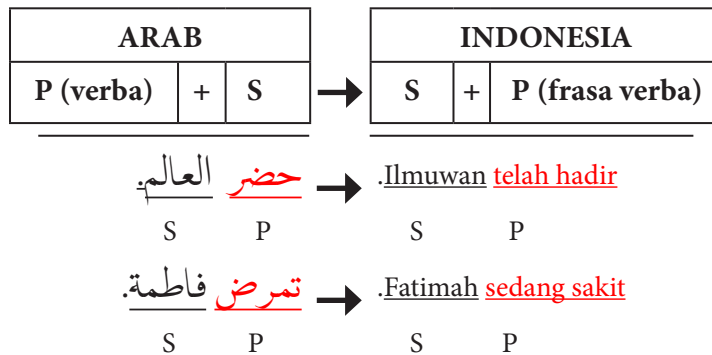 ARAB INDONESIA
P (verba) + S → S + P (frasa verba)
حضر العالم. → .Ilmuwan telah hadir
S P S P
تمرض فاطمة. → .Fatimah sedang sakit
S P S P